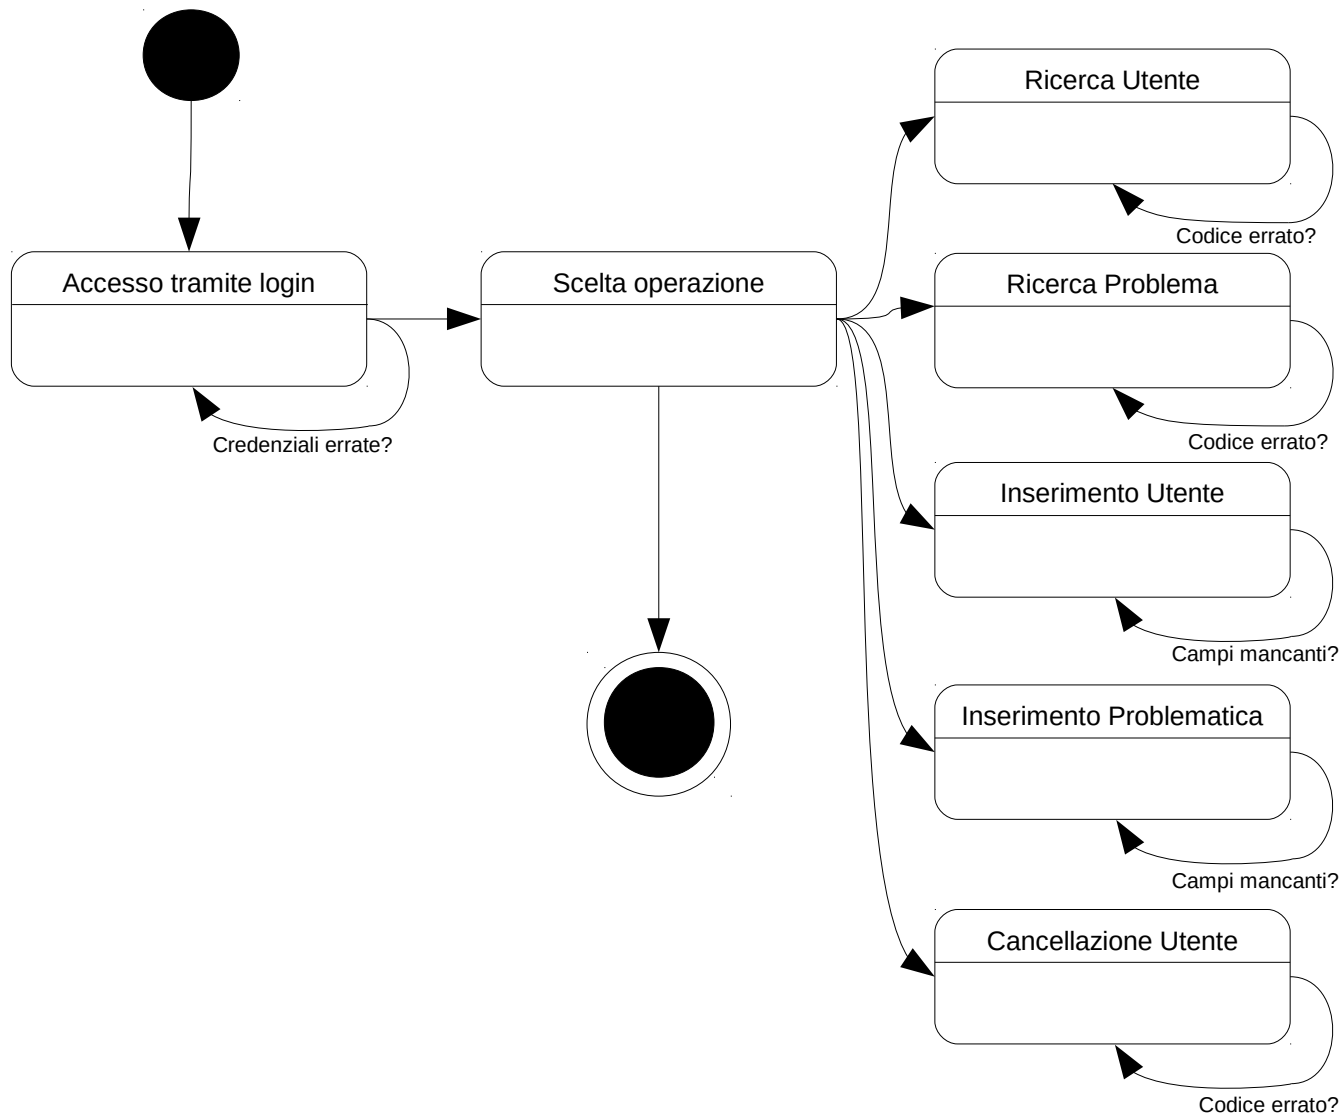 Ricerca Utente
Codice errato?
Accesso tramite login
Scelta operazione
Ricerca Problema
Credenziali errate?
Codice errato?
Inserimento Utente
Campi mancanti?
Inserimento Problematica
Campi mancanti?
Cancellazione Utente
Codice errato?